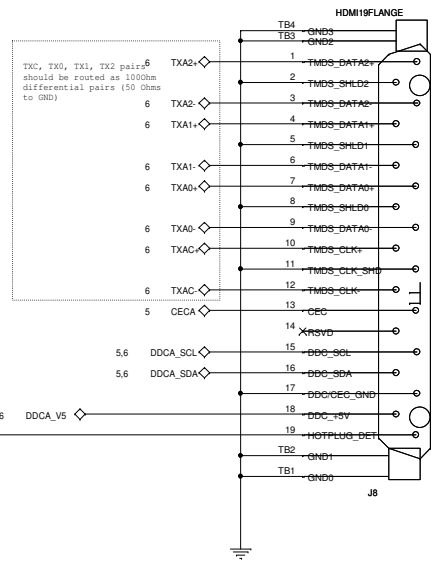 HDMI19FLANGE
TB4 GND3
TB3 GND2
TXC, TX0, TX1, TX2 pairs
should be routed as 100Ohm
differential pairs (50 Ohms
to GND)
6 TXA2+ 1 TMDS_DATA2+
2 TMDS_SHLD2
6 TXA2- 3 TMDS_DATA2-
6 TXA1+ 4 TMDS_DATA1+
5 TMDS_SHLD1
6 TXA1- 6 TMDS_DATA1-
6 TXA0+ 7 TMDS_DATA0+
8 TMDS_SHLD0
6 TXA0- 9 TMDS_DATA0-
6 TXAC+ 10 TMDS_CLK+
11 TMDS_CLK_SHD
6 TXAC- 12 TMDS_CLK-
5 CECA 13 CEC
14 RSVD
5,6 DDCA_SCL 15 DDC_SCL
5,6 DDCA_SDA 16 DDC_SDA
17 DDC/CEC_GND
6 DDCA_V5 18 DDC_+5V
19 HOTPLUG_DET
TB2 GND1
TB1 GND0
J8